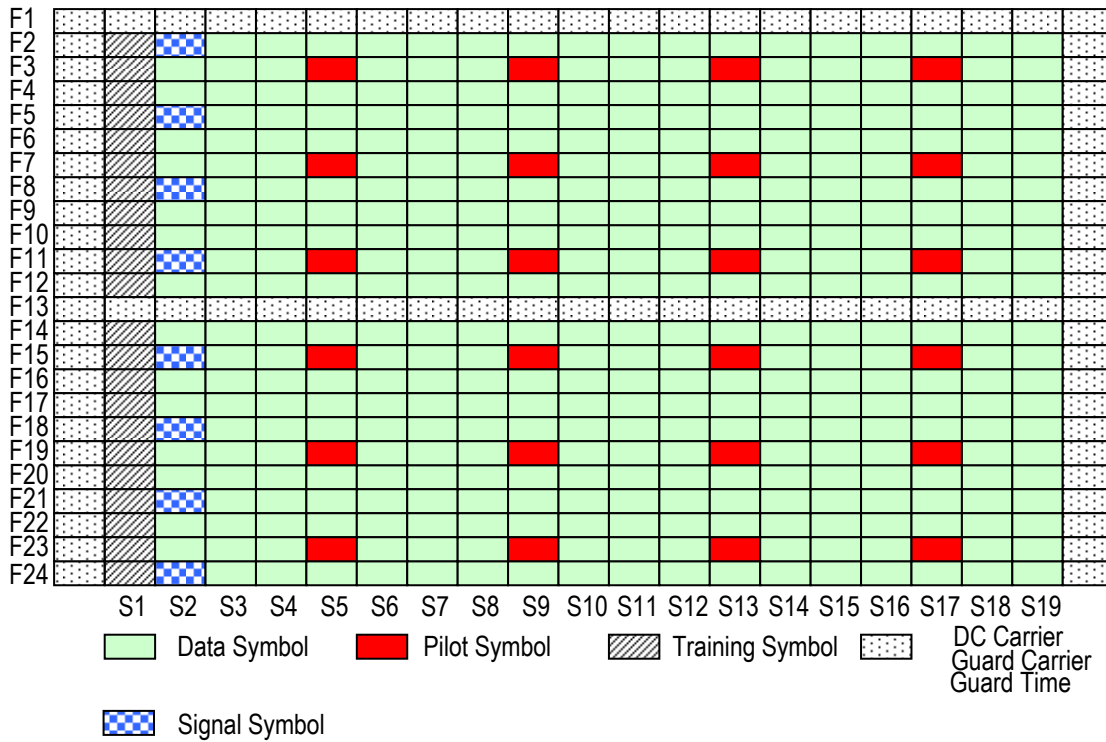 F1
F2
F3
F4
F5
F6
F7
F8
F9
F10
F11
F12
F13
F14
F15
F16
F17
F18
F19
F20
F21
F22
F23
F24
S1 S2 S3 S4 S5 S6 S7 S8 S9 S10 S11 S12 S13 S14 S15 S16 S17 S18 S19
Data Symbol
Pilot Symbol
Training Symbol
DC Carrier
Guard Carrier
Guard Time
Signal Symbol